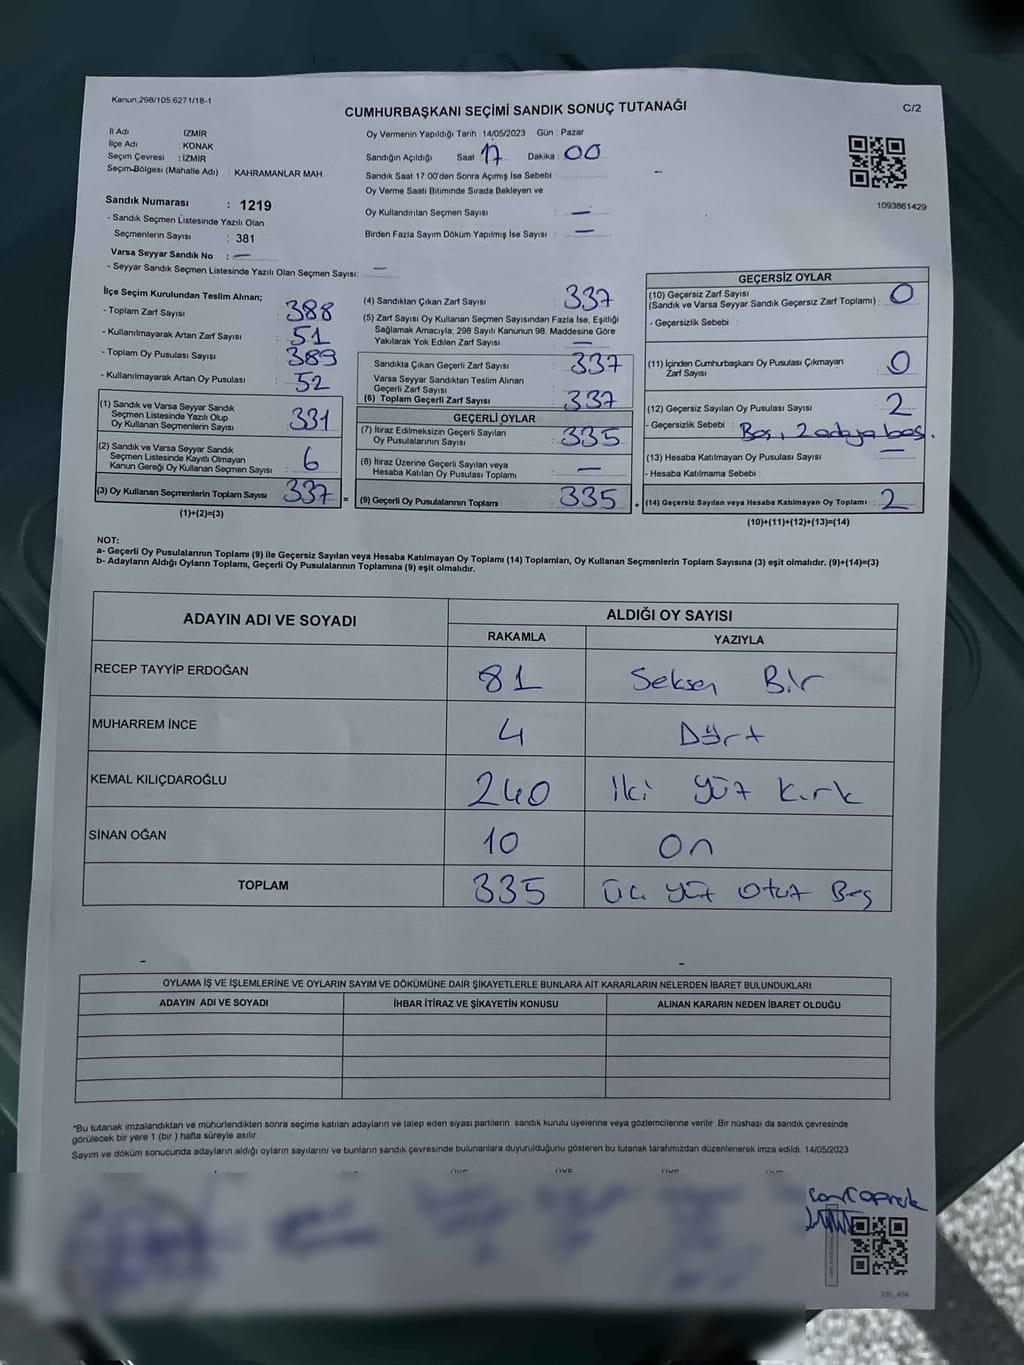 Kanun:298/105,6271/18-1
CUMHURBAŞKANI SEÇİMİ SANDIK SONUÇ TUTANAĞI
C/2
İl Adı : İZMİR
İlçe Adı : KONAK
Seçim Çevresi : İZMİR
Seçim Bölgesi (Mahalle Adı) : KAHRAMANLAR MAH.
Sandık Numarası : 1219
- Sandık Seçmen Listesinde Yazılı Olan
Seçmenlerin Sayısı : 381
Varsa Seyyar Sandık No : —
- Seyyar Sandık Seçmen Listesinde Yazılı Olan Seçmen Sayısı: —
Oy Vermenin Yapıldığı Tarih : 14/05/2023 Gün : Pazar
Sandığın Açıldığı Saat 17 Dakika : 00
Sandık Saat 17:00'den Sonra Açımış İse Sebebi :
Oy Verme Saati Bitiminde Sırada Bekleyen ve
Oy Kullandırılan Seçmen Sayısı : —
Birden Fazla Sayım Döküm Yapılmış İse Sayısı : —
1093861429
İlçe Seçim Kurulundan Teslim Alınan;
- Toplam Zarf Sayısı : 388
- Kullanılmayarak Artan Zarf Sayısı : 51
- Toplam Oy Pusulası Sayısı : 389
- Kullanılmayarak Artan Oy Pusulası : 52
(1) Sandık ve Varsa Seyyar Sandık
Seçmen Listesinde Yazılı Olup
Oy Kullanan Seçmenlerin Sayısı : 331
(2) Sandık ve Varsa Seyyar Sandık
Seçmen Listesinde Kayıtlı Olmayan
Kanun Gereği Oy Kullanan Seçmen Sayısı : 6
(3) Oy Kullanan Seçmenlerin Toplam Sayısı : 337 =
(1)+(2)=(3)
(4) Sandıktan Çıkan Zarf Sayısı : 337
(5) Zarf Sayısı Oy Kullanan Seçmen Sayısından Fazla İse, Eşitliği
Sağlamak Amacıyla; 298 Sayılı Kanunun 98. Maddesine Göre
Yakılarak Yok Edilen Zarf Sayısı : —
Sandıkta Çıkan Geçerli Zarf Sayısı : 337
Varsa Seyyar Sandıktan Teslim Alınan
Geçerli Zarf Sayısı :
(6) Toplam Geçerli Zarf Sayısı : 337
GEÇERLİ OYLAR
(7) İtiraz Edilmeksizin Geçerli Sayılan
Oy Pusulalarının Sayısı : 335
(8) İtiraz Üzerine Geçerli Sayılan veya
Hesaba Katılan Oy Pusulası Toplamı : —
(9) Geçerli Oy Pusulalarının Toplamı : 335 +
GEÇERSİZ OYLAR
(10) Geçersiz Zarf Sayısı
(Sandık ve Varsa Seyyar Sandık Geçersiz Zarf Toplamı) : 0
- Geçersizlik Sebebi :
(11) İçinden Cumhurbaşkanı Oy Pusulası Çıkmayan
Zarf Sayısı : 0
(12) Geçersiz Sayılan Oy Pusulası Sayısı : 2
- Geçersizlik Sebebi : Boş, 2 adaya bas.
(13) Hesaba Katılmayan Oy Pusulası Sayısı : —
- Hesaba Katılmama Sebebi :
(14) Geçersiz Sayılan veya Hesaba Katılmayan Oy Toplamı : 2
(10)+(11)+(12)+(13)=(14)
NOT:
a- Geçerli Oy Pusulalarının Toplamı (9) ile Geçersiz Sayılan veya Hesaba Katılmayan Oy Toplamı (14) Toplamları, Oy Kullanan Seçmenlerin Toplam Sayısına (3) eşit olmalıdır. (9)+(14)=(3)
b- Adayların Aldığı Oyların Toplamı, Geçerli Oy Pusulalarının Toplamına (9) eşit olmalıdır.
ADAYIN ADI VE SOYADI ALDIĞI OY SAYISI
RAKAMLA YAZIYLA
RECEP TAYYİP ERDOĞAN 81 Seksen Bir
MUHARREM İNCE 4 Dört
KEMAL KILIÇDAROĞLU 240 İki yüz kırk
SİNAN OĞAN 10 On
TOPLAM 335 Üç yüz Otuz Beş
OYLAMA İŞ VE İŞLEMLERİNE VE OYLARIN SAYIM VE DÖKÜMÜNE DAİR ŞİKAYETLERLE BUNLARA AİT KARARLARIN NELERDEN İBARET BULUNDUKLARI
ADAYIN ADI VE SOYADI İHBAR İTİRAZ VE ŞİKAYETİN KONUSU ALINAN KARARIN NEDEN İBARET OLDUĞU
*Bu tutanak imzalandıktan ve mühürlendikten sonra seçime katılan adayların ve talep eden siyasi partilerin sandık kurulu üyelerine veya gözlemcilerine verilir. Bir nüshası da sandık çevresinde
görülecek bir yere 1 (bir ) hafta süreyle asılır.
Sayım ve döküm sonucunda adayların aldığı oyların sayılarını ve bunların sandık çevresinde bulunanlara duyurulduğunu gösteren bu tutanak tarafımızdan düzenlenerek imza edildi. 14/05/2023